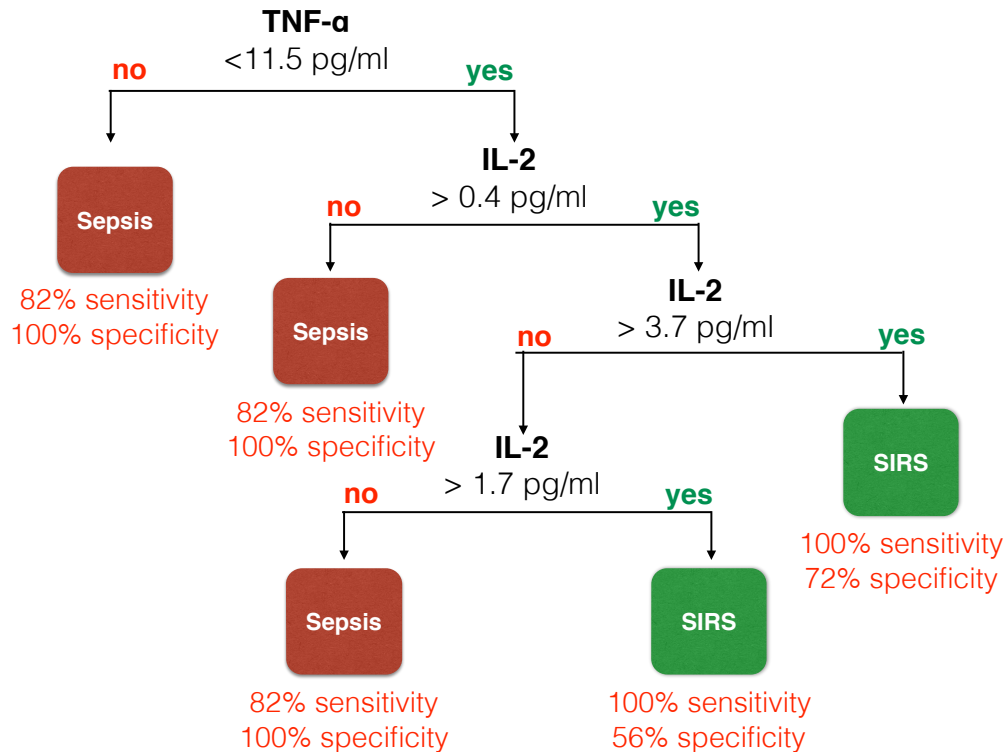 TNF-α
<11.5 pg/ml
no
yes
IL-2
> 0.4 pg/ml
Sepsis
no
yes
82% sensitivity
100% specificity
IL-2
> 3.7 pg/ml
Sepsis
no
yes
82% sensitivity
100% specificity
IL-2
> 1.7 pg/ml
SIRS
no
yes
100% sensitivity
72% specificity
Sepsis
SIRS
82% sensitivity
100% specificity
100% sensitivity
56% specificity